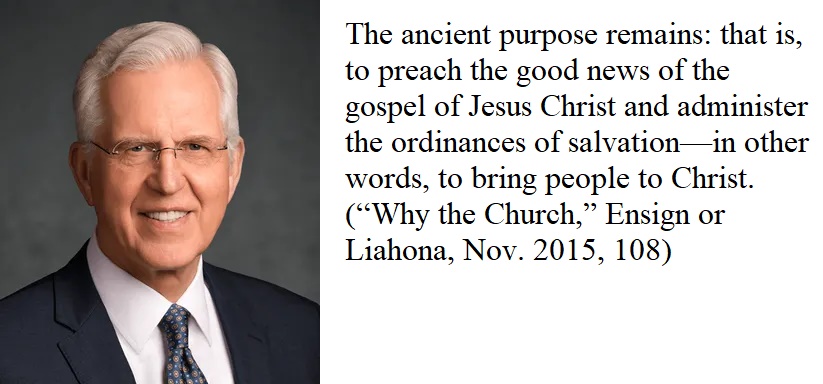 The ancient purpose remains: that is,
to preach the good news of the
gospel of Jesus Christ and administer
the ordinances of salvation—in other
words, to bring people to Christ.
(“Why the Church,” Ensign or
Liahona, Nov. 2015, 108)